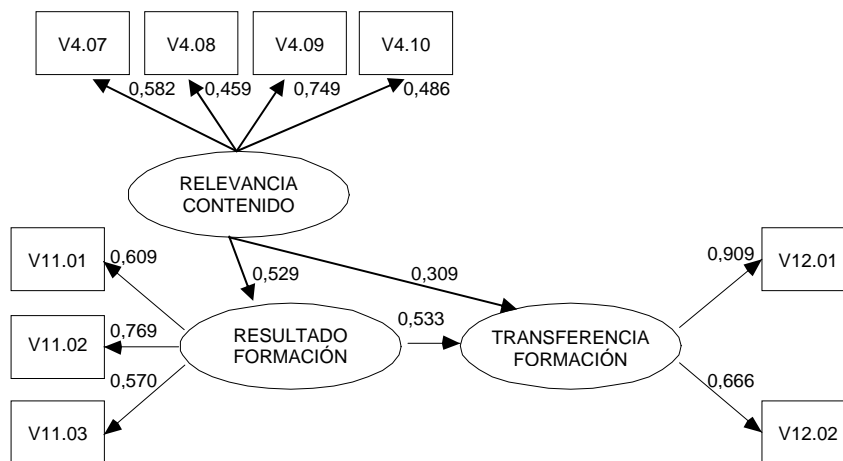 V4.07
V4.08
V4.09
V4.10
0,582
0,459
0,749
0,486
RELEVANCIA
CONTENIDO
V11.01
0,609
0,529
0,309
0,909
V12.01
V11.02
0,769
RESULTADO
FORMACIÓN
0,533
TRANSFERENCIA
FORMACIÓN
0,570
0,666
V11.03
V12.02